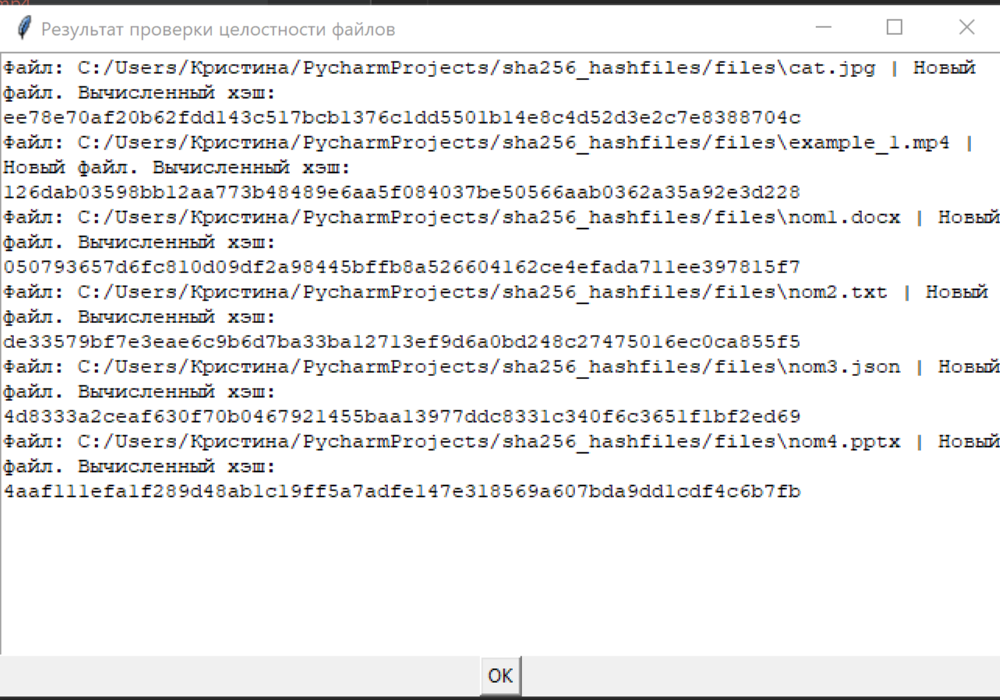 mp4
Результат проверки целостности файлов
Файл: C:/Users/Кристина/PycharmProjects/sha256_hashfiles/files\cat.jpg | Новый
файл. Вычисленный хэш:
ee78e70af20b62fdd143c517bcb1376c1dd5501b14e8c4d52d3e2c7e8388704c
Файл: C:/Users/Кристина/PycharmProjects/sha256_hashfiles/files\example_1.mp4 |
Новый файл. Вычисленный хэш:
126dab03598bb12aa773b48489e6aa5f084037be50566aab0362a35a92e3d228
Файл: C:/Users/Кристина/PycharmProjects/sha256_hashfiles/files\nom1.docx | Новый
файл. Вычисленный хэш:
050793657d6fc810d09df2a98445bffb8a526604162ce4efada711ee397815f7
Файл: C:/Users/Кристина/PycharmProjects/sha256_hashfiles/files\nom2.txt | Новый
файл. Вычисленный хэш:
de33579bf7e3eae6c9b6d7ba33ba12713ef9d6a0bd248c27475016ec0ca855f5
Файл: C:/Users/Кристина/PycharmProjects/sha256_hashfiles/files\nom3.json | Новый
файл. Вычисленный хэш:
4d8333a2ceaf630f70b0467921455baa13977ddc8331c340f6c3651f1bf2ed69
Файл: C:/Users/Кристина/PycharmProjects/sha256_hashfiles/files\nom4.pptx | Новый
файл. Вычисленный хэш:
4aaf111efa1f289d48ab1c19ff5a7adfe147e318569a607bda9dd1cdf4c6b7fb
OK